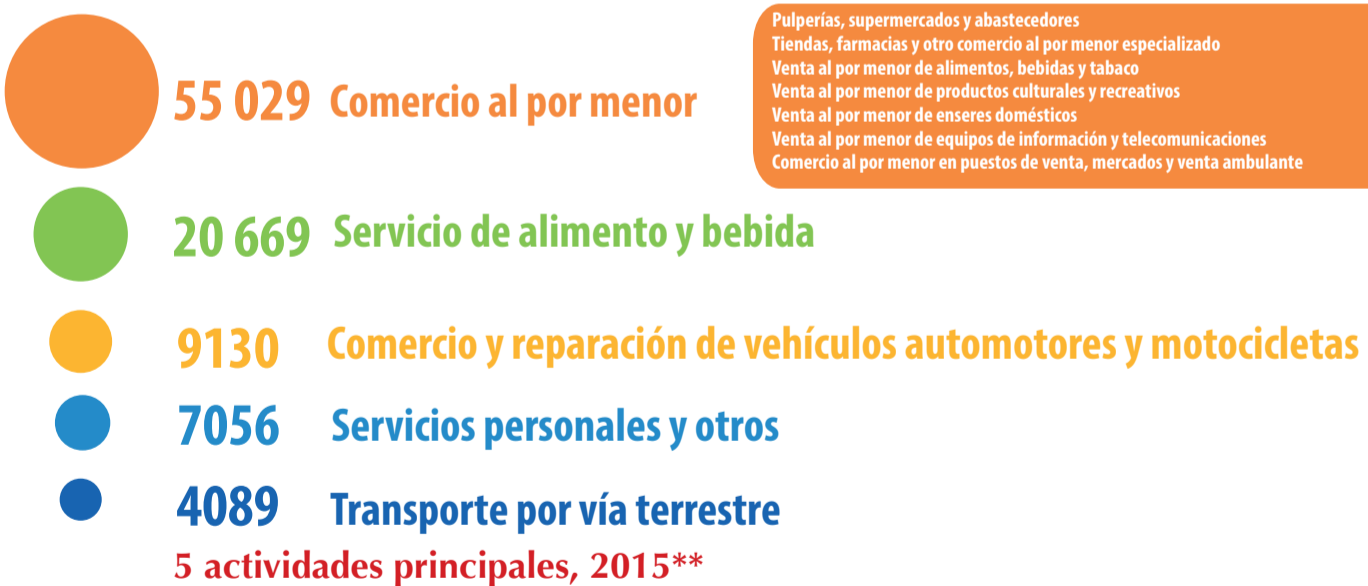 Pulperías, supermercados y abastecedores
Tiendas, farmacias y otro comercio al por menor especializado
Venta al por menor de alimentos, bebidas y tabaco
Venta al por menor de productos culturales y recreativos
Venta al por menor de enseres domésticos
Venta al por menor de equipos de información y telecomunicaciones
Comercio al por menor en puestos de venta, mercados y venta ambulante
55 029 Comercio al por menor
20 669 Servicio de alimento y bebida
9130 Comercio y reparación de vehículos automotores y motocicletas
7056 Servicios personales y otros
4089 Transporte por vía terrestre
5 actividades principales, 2015**